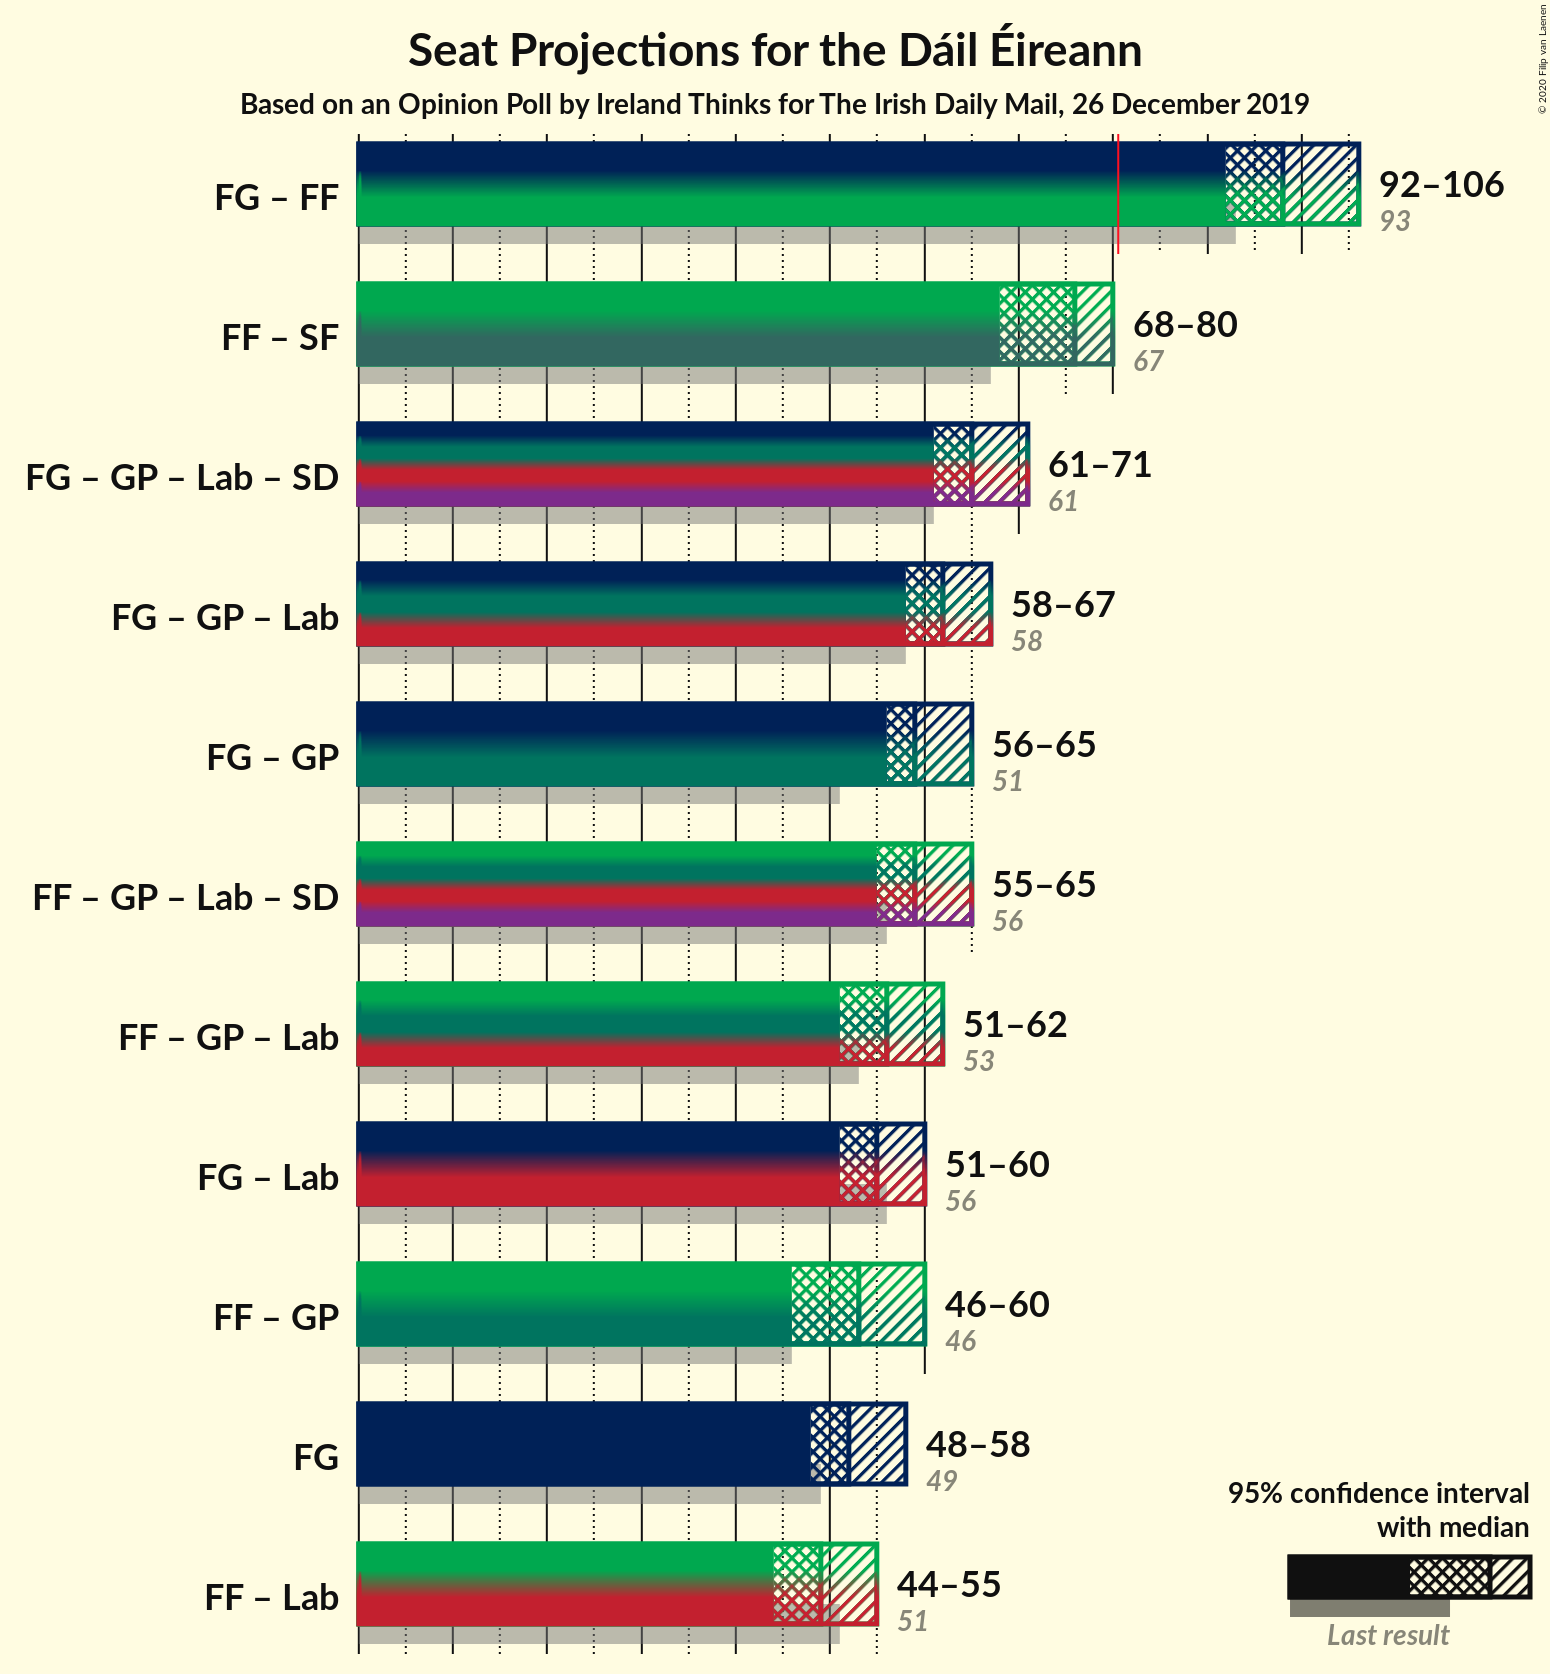 Seat Projections for the Dáil Éireann
Based on an Opinion Poll by Ireland Thinks for The Irish Daily Mail, 26 December 2019
© 2020 Filip van Laenen
FG – FF
92–106
93
FF – SF
68–80
67
FG – GP – Lab – SD
61–71
61
FG – GP – Lab
58–67
58
FG – GP
56–65
51
FF – GP – Lab – SD
55–65
56
FF – GP – Lab
51–62
53
FG – Lab
51–60
56
FF – GP
46–60
46
FG
48–58
49
FF – Lab
44–55
51
95% confidence interval
with median
Last result